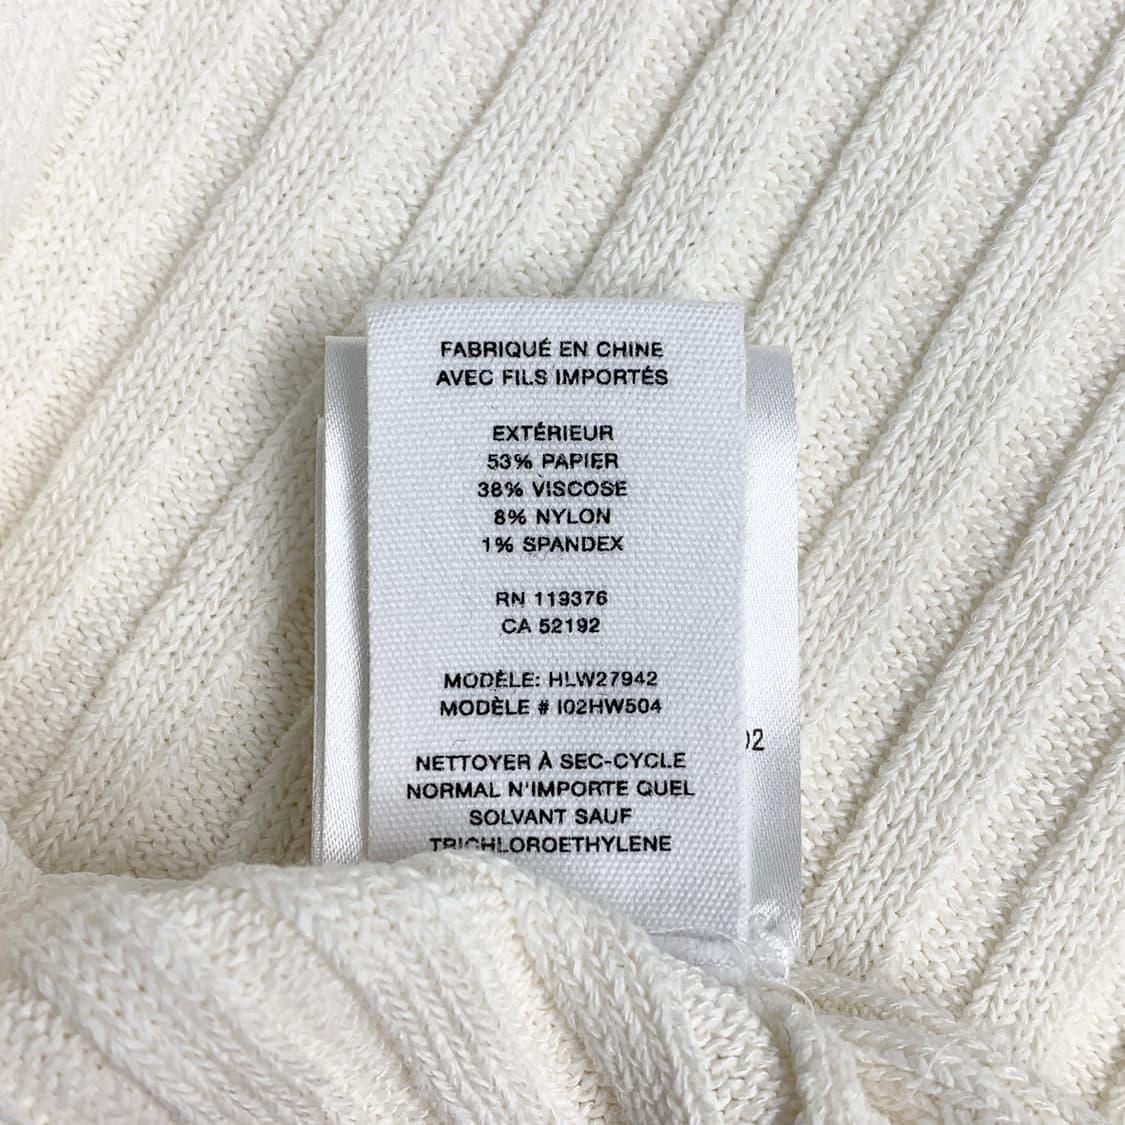 FABRIQUÉ EN CHINE
AVEC FILS IMPORTÉS
EXTÉRIEUR
53% PAPIER
38% VISCOSE
8% NYLON
1% SPANDEX
RN 119376
CA 52192
MODÈLE: HLW27942
MODÈLE # I02HW504
NETTOYER À SEC-CYCLE
NORMAL N'IMPORTE QUEL
SOLVANT SAUF
TRICHLOROETHYLENE